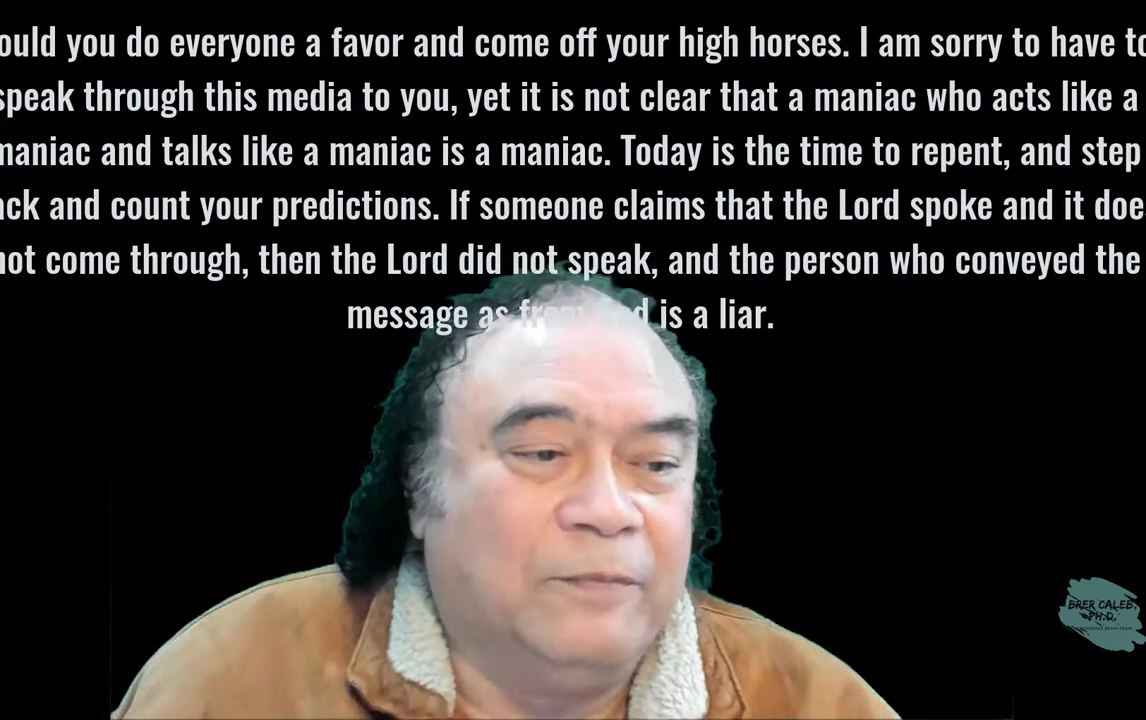 ould you do everyone a favor and come off your high horses. I am sorry to have to
speak through this media to you, yet it is not clear that a maniac who acts like a
maniac and talks like a maniac is a maniac. Today is the time to repent, and step
ack and count your predictions. If someone claims that the Lord spoke and it doe
not come through, then the Lord did not speak, and the person who conveyed the
message as is a liar.
BRER CALEB,
PH.D.